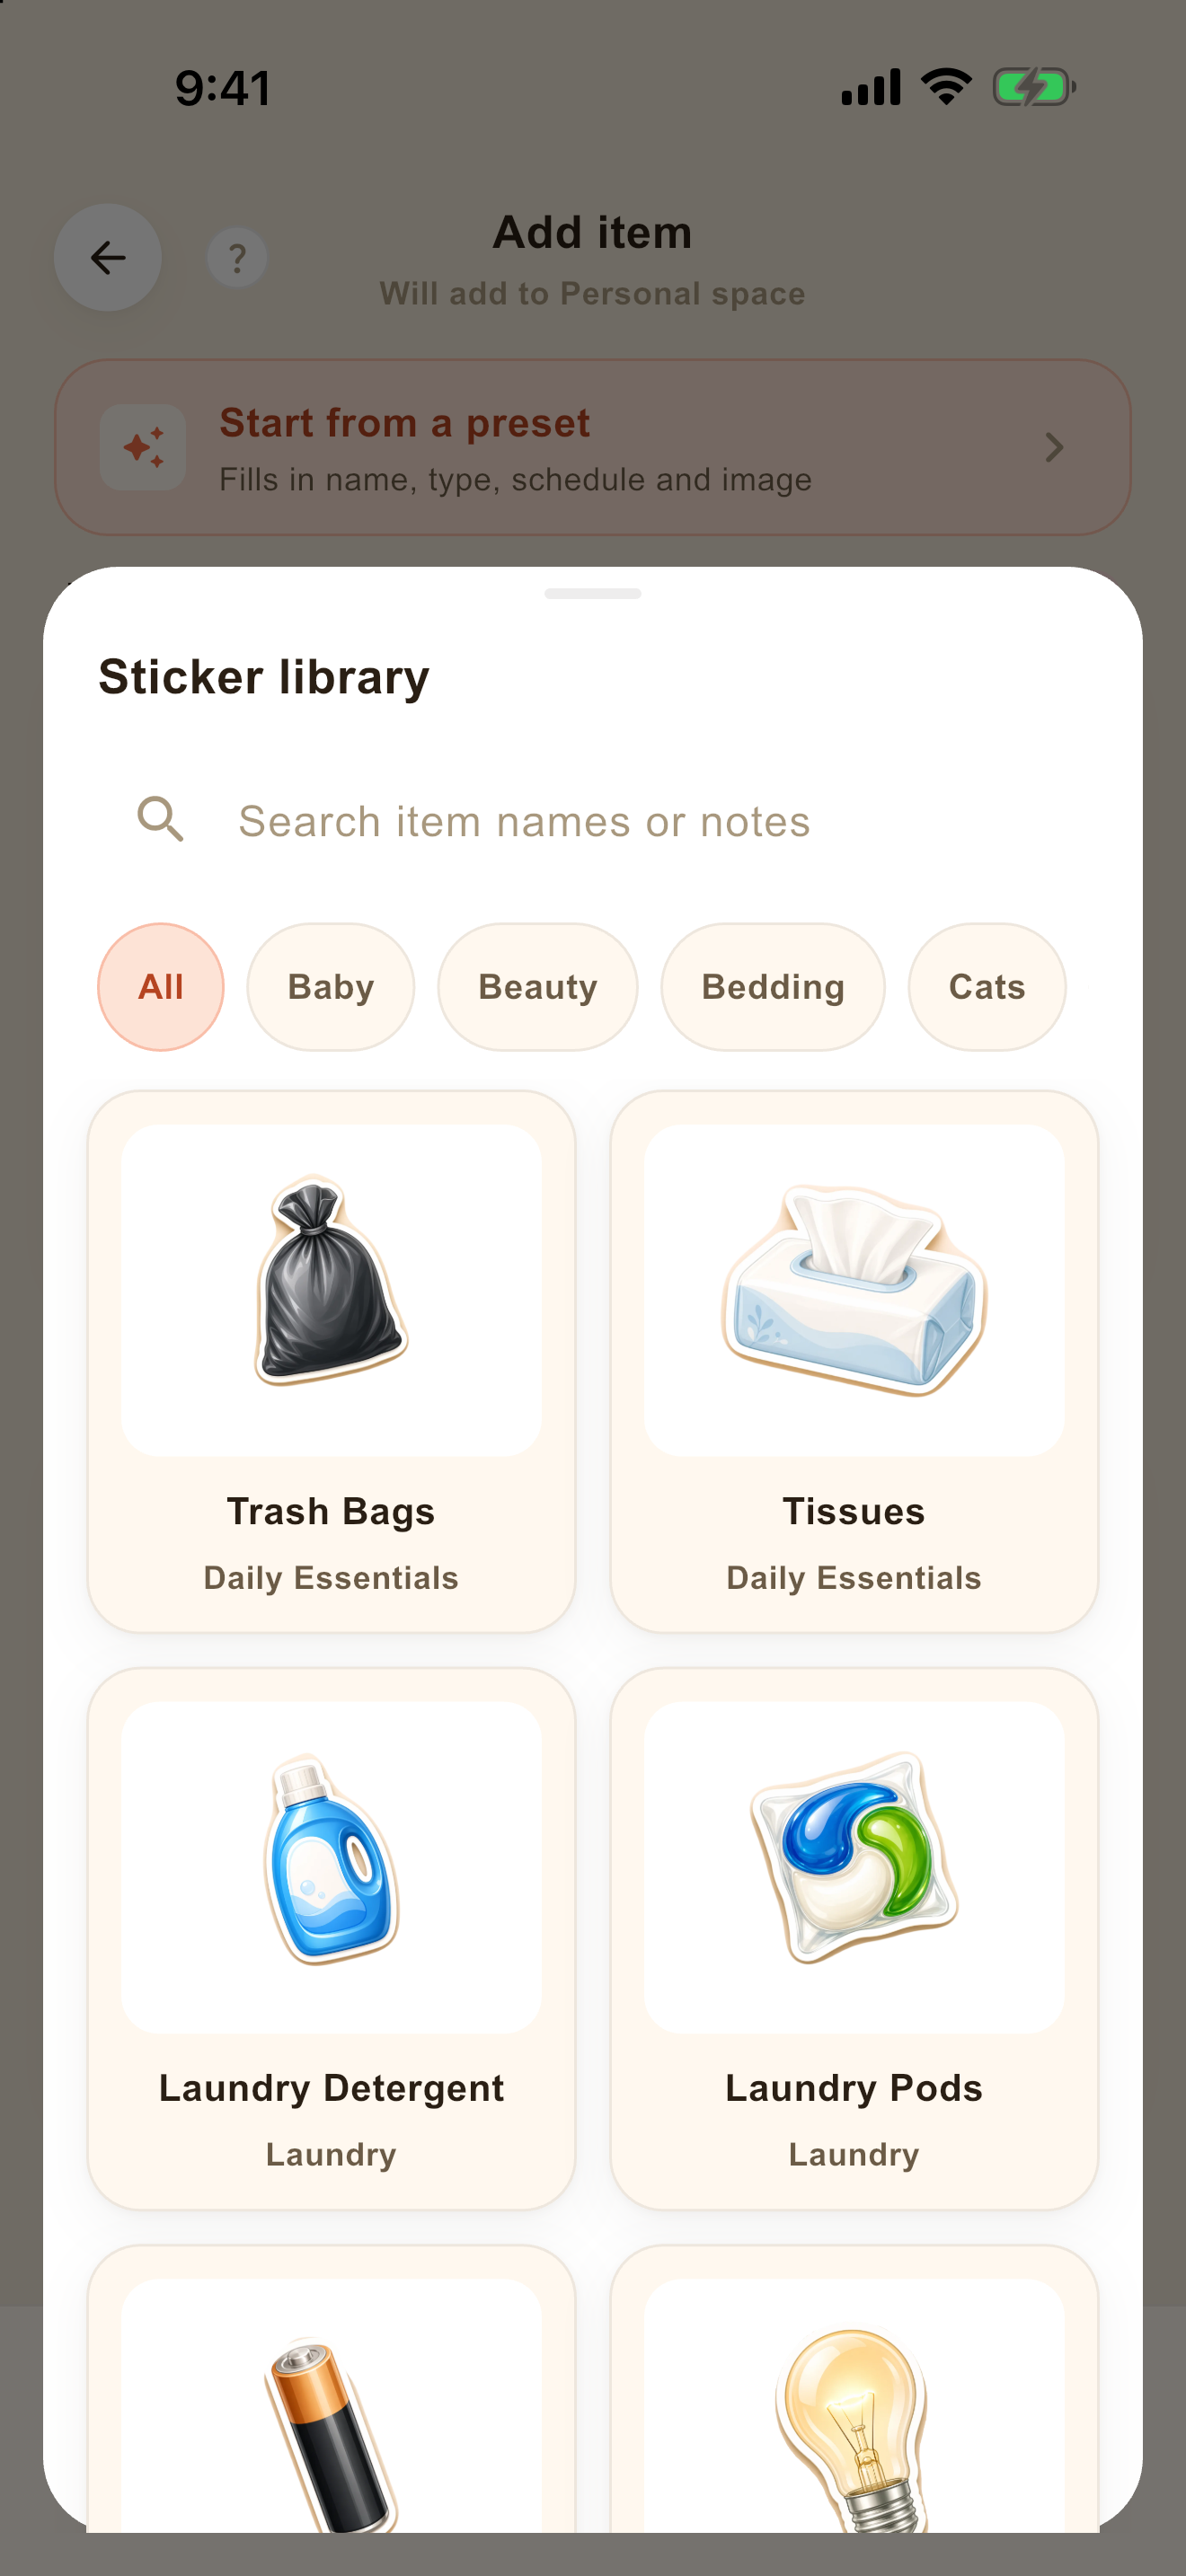 9:41
Add item
?
Will add to Personal space
Start from a preset
Fills in name, type, schedule and image
Sticker library
Search item names or notes
All
Baby
Beauty
Bedding
Cats
Trash Bags
Tissues
Daily Essentials
Daily Essentials
Laundry Detergent
Laundry Pods
Laundry
Laundry